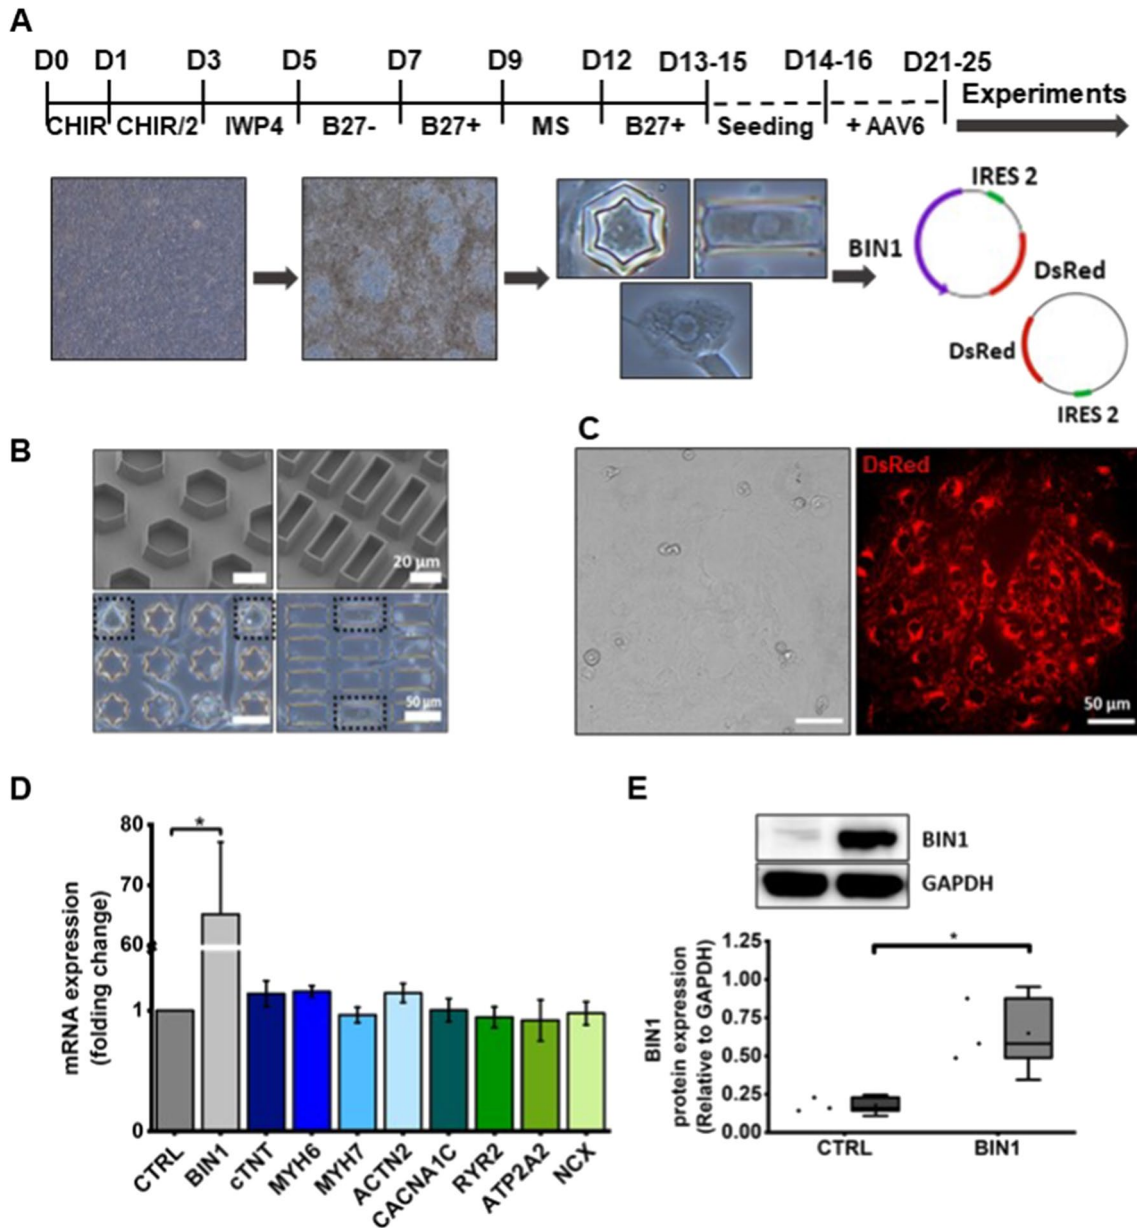 A
D0 D1 D3 D5 D7 D9 D12 D13-15 D14-16 D21-25
Experiments
CHIR CHIR/2 IWP4 B27- B27+ MS B27+ Seeding + AAV6
IRES 2
BIN1
DsRed
DsRed
IRES 2
B
20 µm
50 µm
C
DsRed
50 µm
D
mRNA expression
(folding change)
80
70
60
1
0
*
CTRL BIN1 cTNT MYH6 MYH7 ACTN2 CACNA1C RYR2 ATP2A2 NCX
E
BIN1
GAPDH
BIN1
protein expression
(Relative to GAPDH)
1.25
1.00
0.75
0.50
0.25
0.00
*
CTRL BIN1